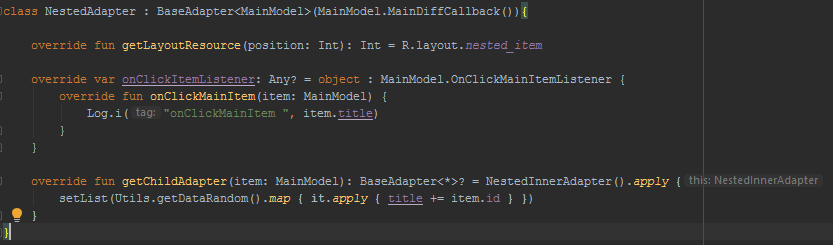 class NestedAdapter : BaseAdapter<MainModel>(MainModel.MainDiffCallback()){
override fun getLayoutResource(position: Int): Int = R.layout.nested_item
override var onClickItemListener: Any? = object : MainModel.OnClickMainItemListener {
override fun onClickMainItem(item: MainModel) {
Log.i( tag: "onClickMainItem ", item.title)
}
}
override fun getChildAdapter(item: MainModel): BaseAdapter<*>? = NestedInnerAdapter().apply { this: NestedInnerAdapter
setList(Utils.getDataRandom().map { it.apply { title += item.id } })
}
}